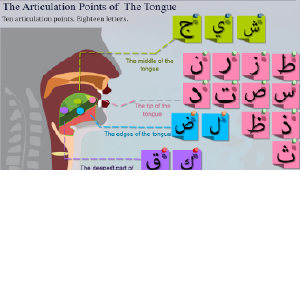 The Articulation Points of The Tongue
Ten articulation points. Eighteen letters.
ج ي ش
The middle of the
tongue
ن ر ز ط
The tip of the
tongue
د ت ص س
The edges of the tongue
ض ل ظ ذ
ث
The deepest part of
ق ك